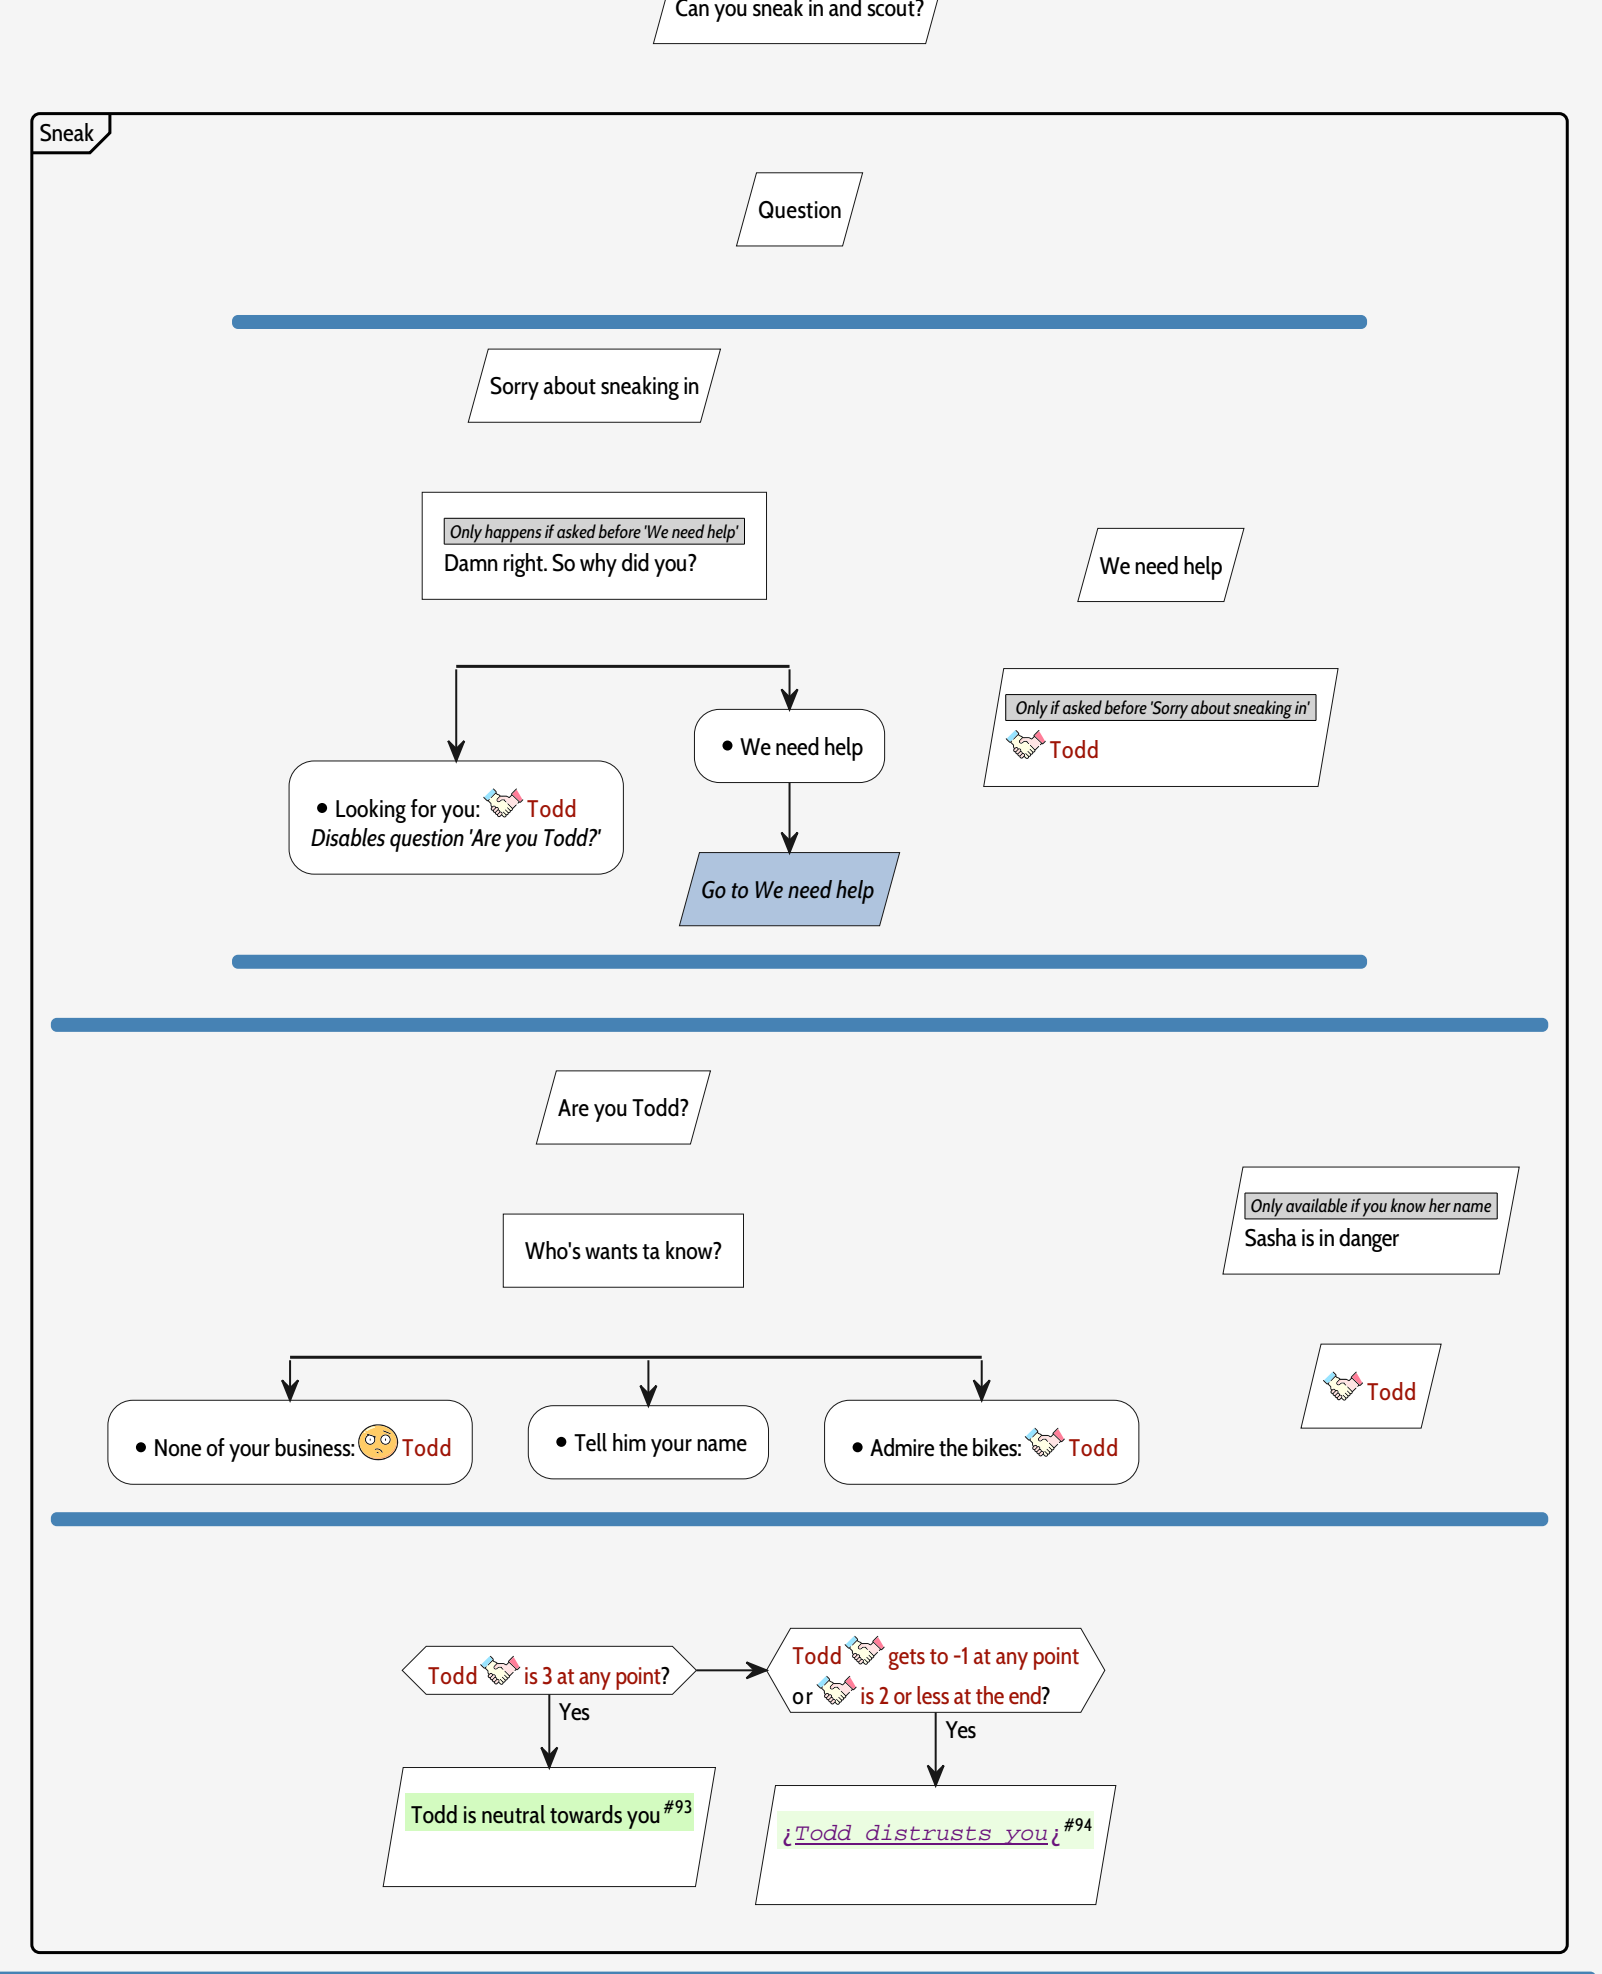 Can you sneak in and scout?
Sneak
Question
Sorry about sneaking in
Only happens if asked before 'We need help'
Damn right. So why did you?
We need help
Only if asked before 'Sorry about sneaking in'
Todd
• We need help
• Looking for you: Todd
Disables question 'Are you Todd?'
Go to We need help
Are you Todd?
Only available if you know her name
Sasha is in danger
Who's wants ta know?
Todd
• None of your business: Todd
• Tell him your name
• Admire the bikes: Todd
Todd is 3 at any point?
Todd gets to -1 at any point
or is 2 or less at the end?
Yes
Yes
Todd is neutral towards you #93
¿Todd distrusts you¿ #94